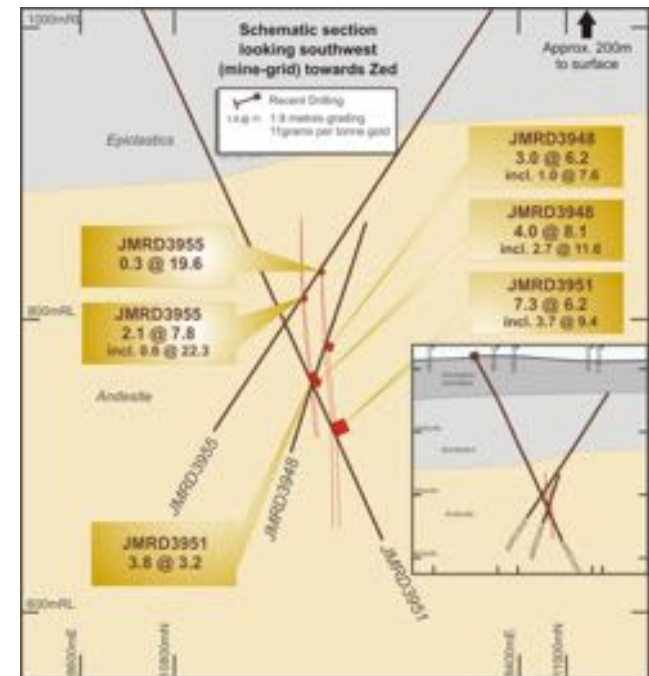 1000mRL
Schematic section
looking southwest
(mine-grid) towards Zed
Approx. 200m
to surface
Recent Drilling
1.9 metres grading
11grams per tonne gold
Epiclastics
JMRD3948
3.0 @ 6.2
incl. 1.0 @ 7.6
JMRD3948
4.0 @ 8.1
incl. 2.7 @ 11.6
JMRD3955
0.3 @ 19.6
JMRD3951
7.3 @ 6.2
incl. 3.7 @ 9.4
800mRL
JMRD3955
2.1 @ 7.8
incl. 0.6 @ 22.3
Andesite
JMRD3955
JMRD3948
JMRD3951
3.8 @ 3.2
JMRD3951
600mRL
10800mN
11000mN